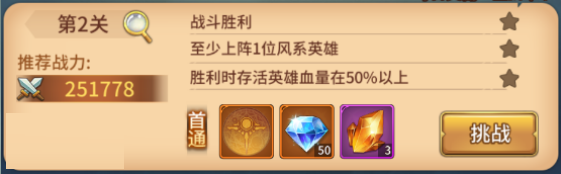 第2关
战斗胜利
至少上阵1位风系英雄
推荐战力:
251778
胜利时存活英雄血量在50%以上
首通
50
3
挑战